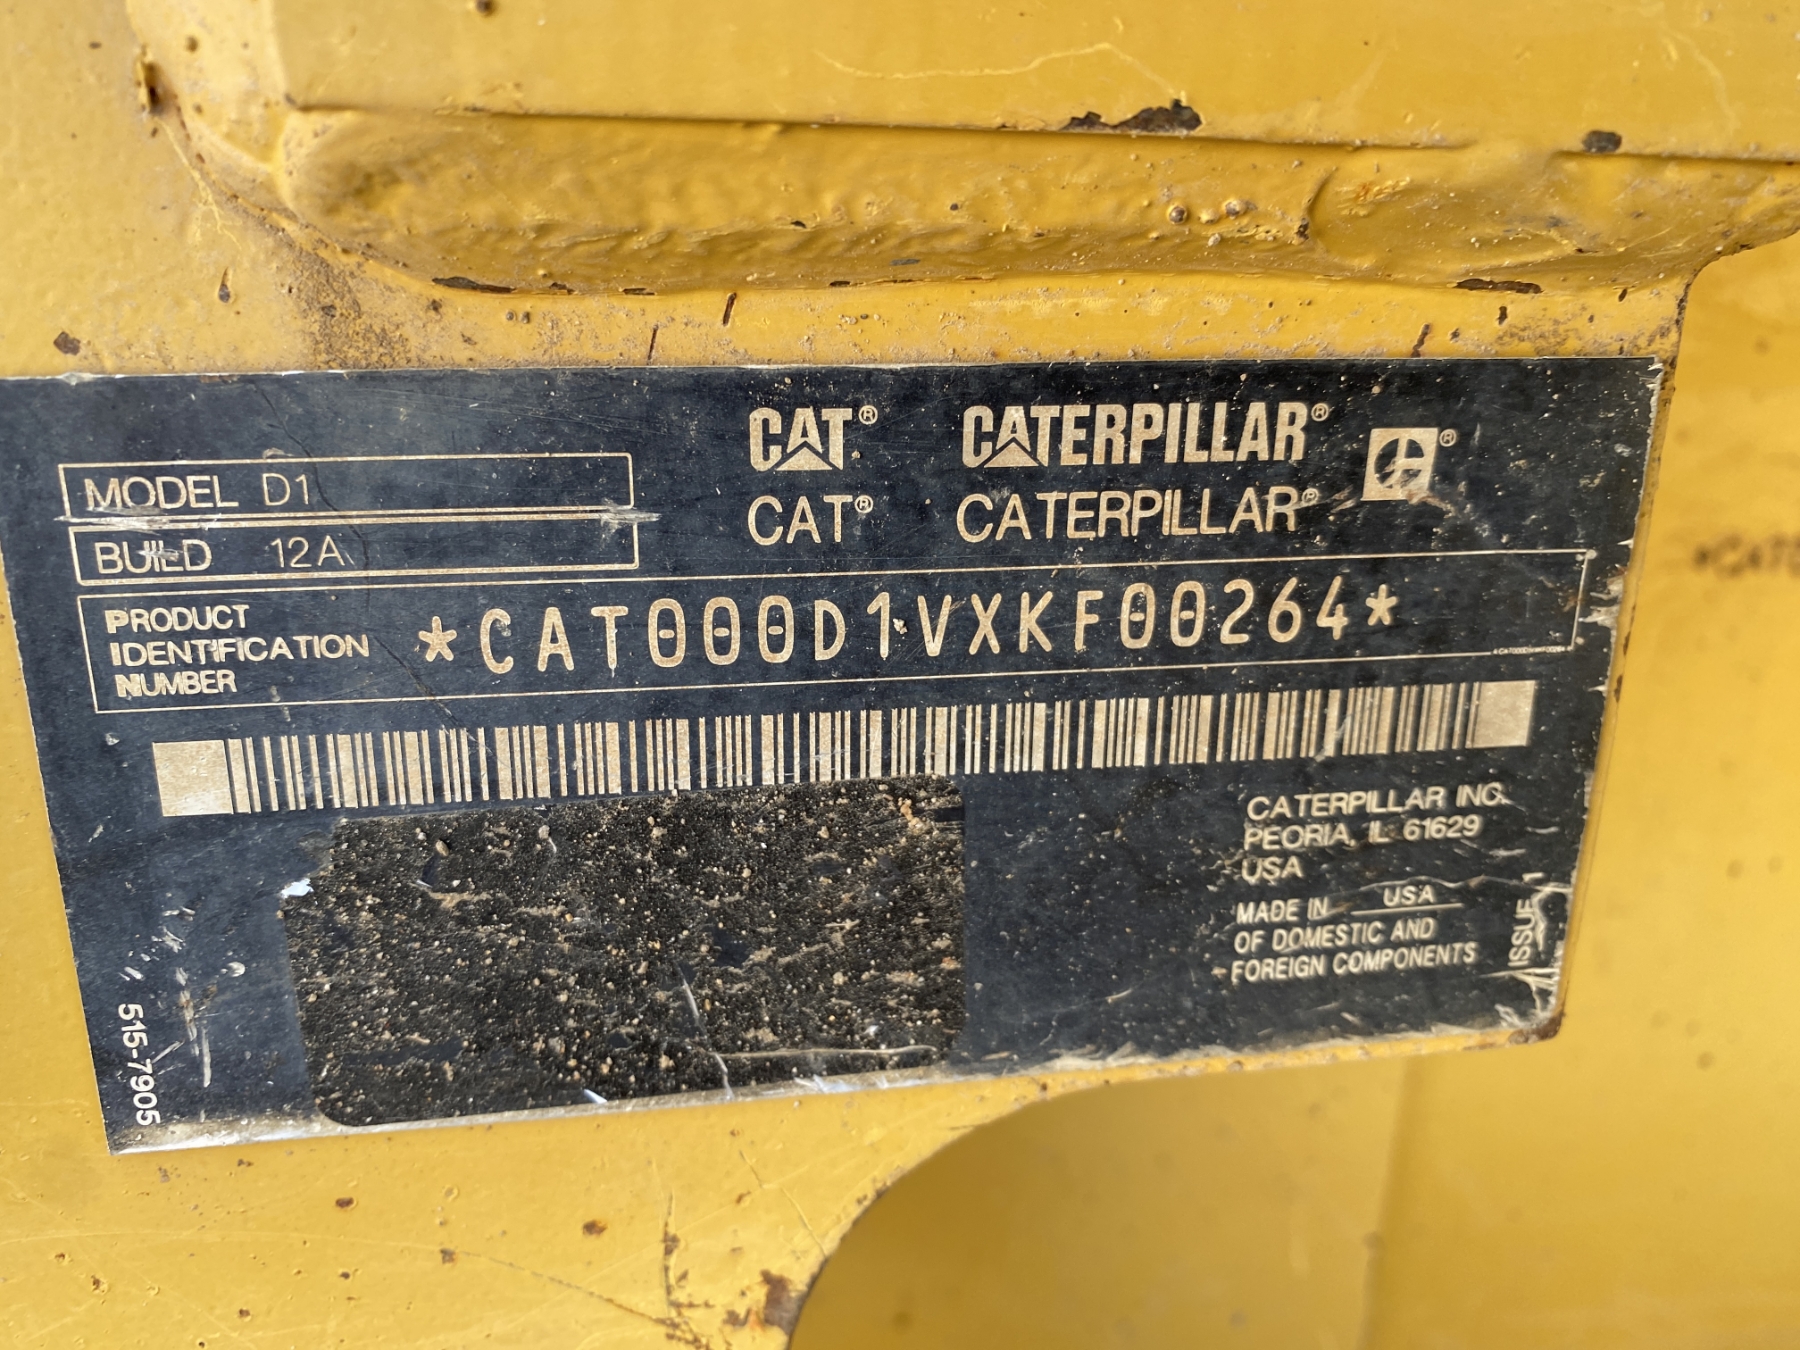 CAT® CATERPILLAR® ®
CAT® CATERPILLAR®
MODEL D1
BUILD 12A
PRODUCT
IDENTIFICATION
NUMBER
*CAT000D1VXKF00264*
CATERPILLAR INC.
PEORIA, IL 61629
USA
MADE IN USA
OF DOMESTIC AND
FOREIGN COMPONENTS
ISSUE 1
515-7905